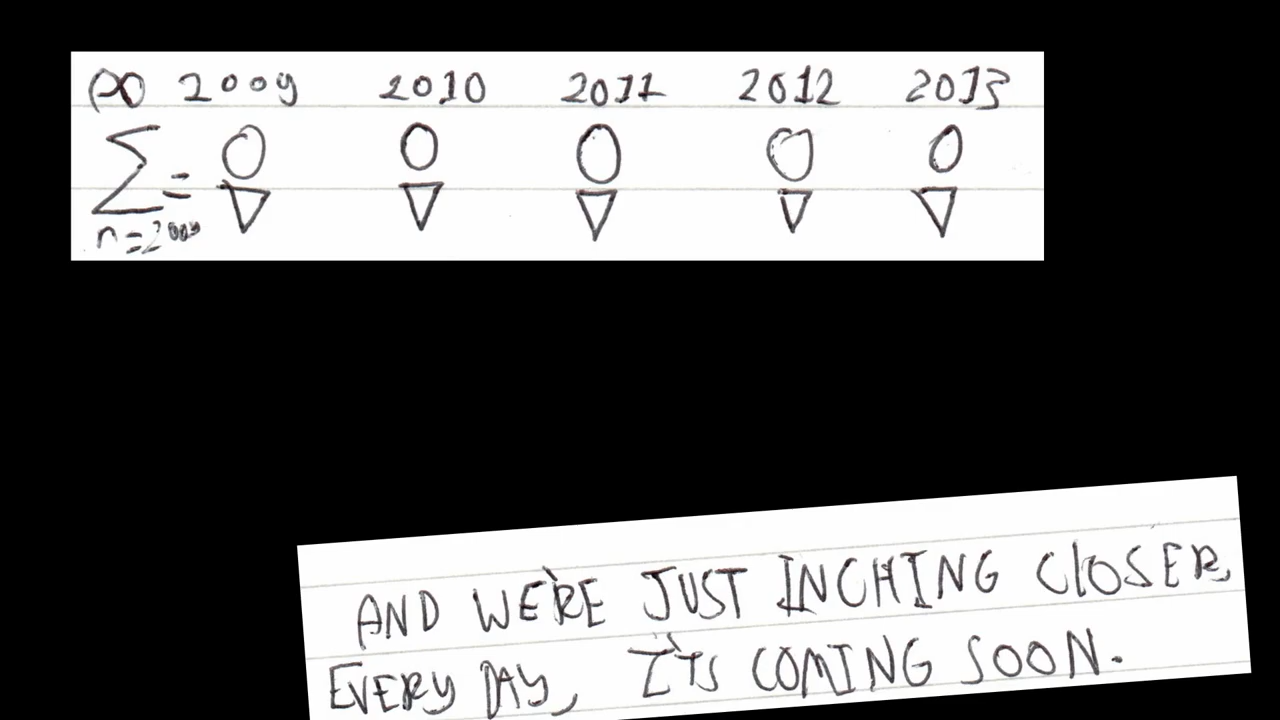 ∞ 2009 2010 2011 2012 2013
∑ =
n=2009
AND WE'RE JUST INCHING CLOSER
EVERY DAY, IT'S COMING SOON.